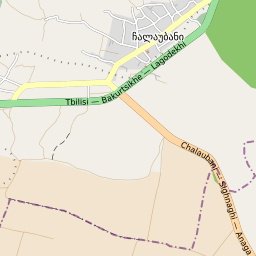 ჩალაუბანი
Tbilisi — Bakurtsikhe — Lagodekhi
Chalaubani — Sighnaghi — Anaga